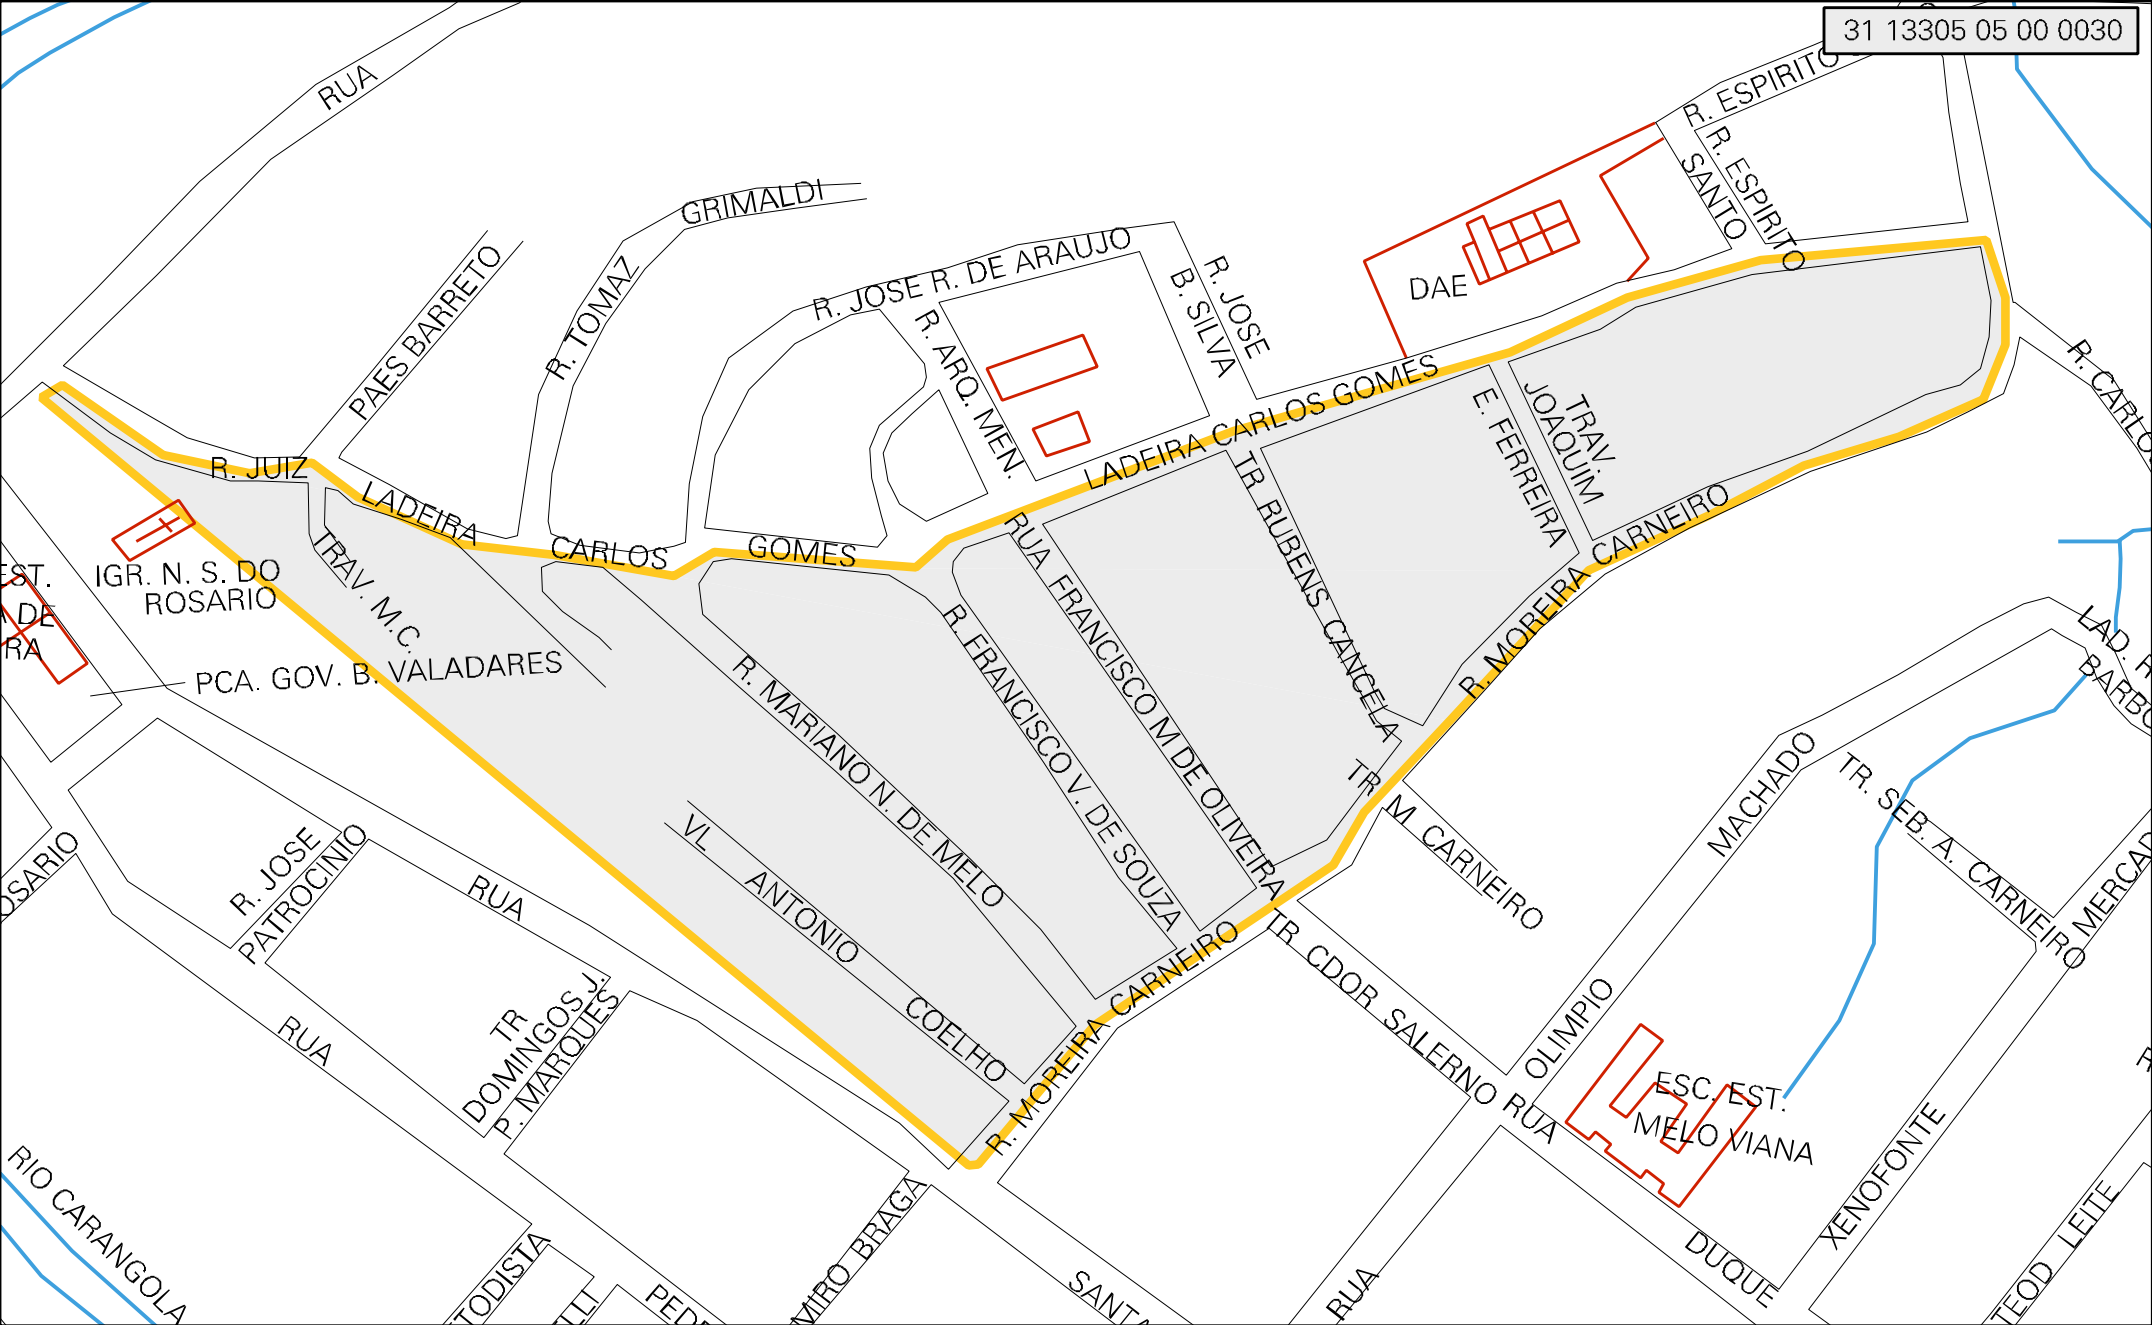 31 13305 05 00 0030
RUA
R. ESPIRITO
R. ESPIRITO
SANTO
GRIMALDI
R. TOMAZ
PAES BARRETO
R. JOSE R. DE ARAUJO
R. JOSE
B. SILVA
R. ARQ. MEN.
DAE
R. CARLOS
LADEIRA CARLOS GOMES
E. FERREIRA
TRAV.
JOAQUIM
R. JUIZ
LADEIRA
CARLOS
GOMES
TRAV. M.C.
IGR. N. S. DO
ROSARIO
EST.
A DE
RA
PCA. GOV. B. VALADARES
RUA FRANCISCO M DE OLIVEIRA
TR RUBENS CANCELA
R. FRANCISCO V. DE SOUZA
R. MARIANO N. DE MELO
R. MOREIRA CARNEIRO
VL ANTONIO COELHO
R. MOREIRA CARNEIRO
TR M. CARNEIRO
TR CDOR SALERNO
LAD. R
BARBO
MACHADO
OLIMPIO
RUA
TR. SEB. A. CARNEIRO
MERCAD
OSARIO
R. JOSE
PATROCINIO
RUA
TR
DOMINGOS J.
P. MARQUES
RUA
ESC. EST.
MELO VIANA
RUA
DUQUE
XENOFONTE
TEOD LEITE
R
RIO CARANGOLA
TODISTA
ILLI
PEDR
MIRO BRAGA
SANTA